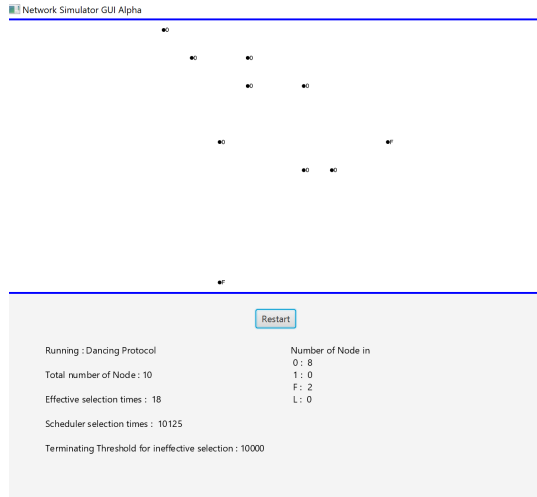 Network Simulator GUI Alpha
0
0 0
0 0
0 F
0 0
F
Restart
Running : Dancing Protocol
Number of Node in
0 : 8
Total number of Node : 10
1 : 0
F : 2
Effective selection times : 18
L : 0
Scheduler selection times : 10125
Terminating Threshold for ineffective selection : 10000